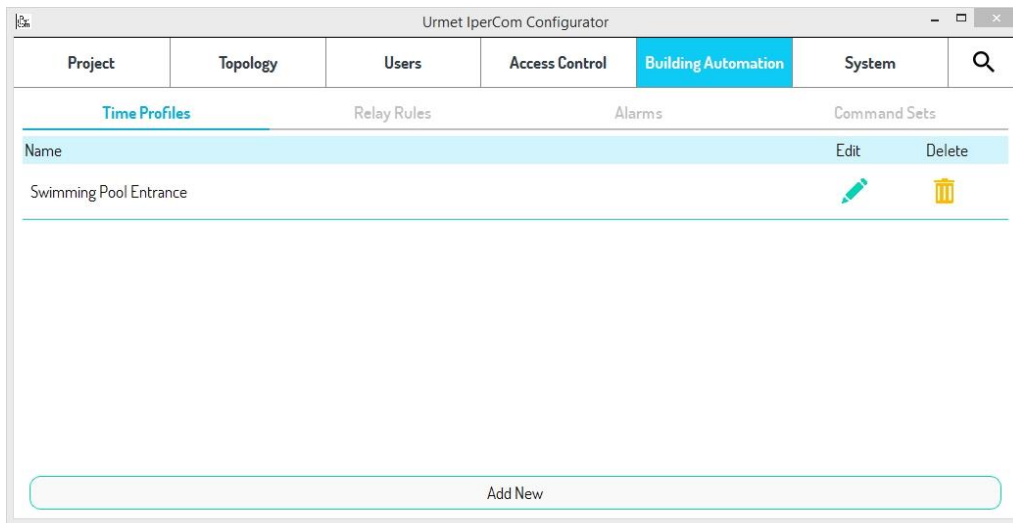 Urmet IperCom Configurator
Project Topology Users Access Control Building Automation System
Time Profiles Relay Rules Alarms Command Sets
Name Edit Delete
Swimming Pool Entrance
Add New